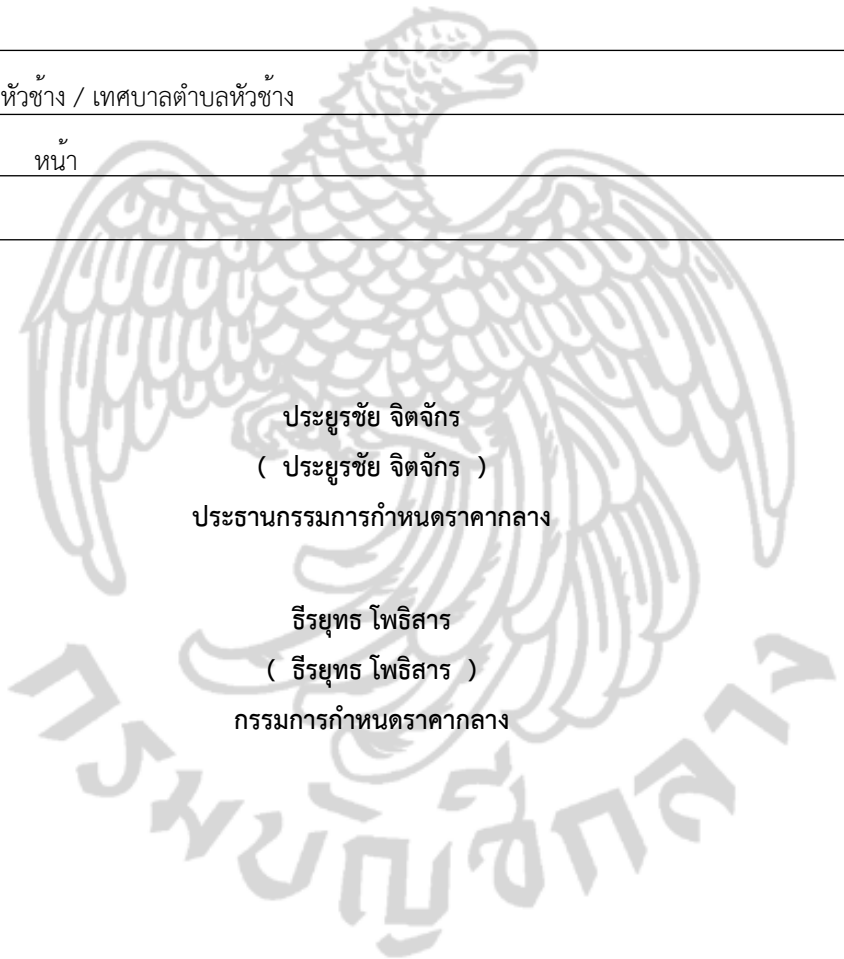 หัวช้าง / เทศบาลตำบลหัวช้าง
หน้า
ประยูรชัย จิตจักร
( ประยูรชัย จิตจักร )
ประธานกรรมการกำหนดราคากลาง
ธีรยุทธ โพธิสาร
( ธีรยุทธ โพธิสาร )
กรรมการกำหนดราคากลาง
กรมบัญชีกลาง